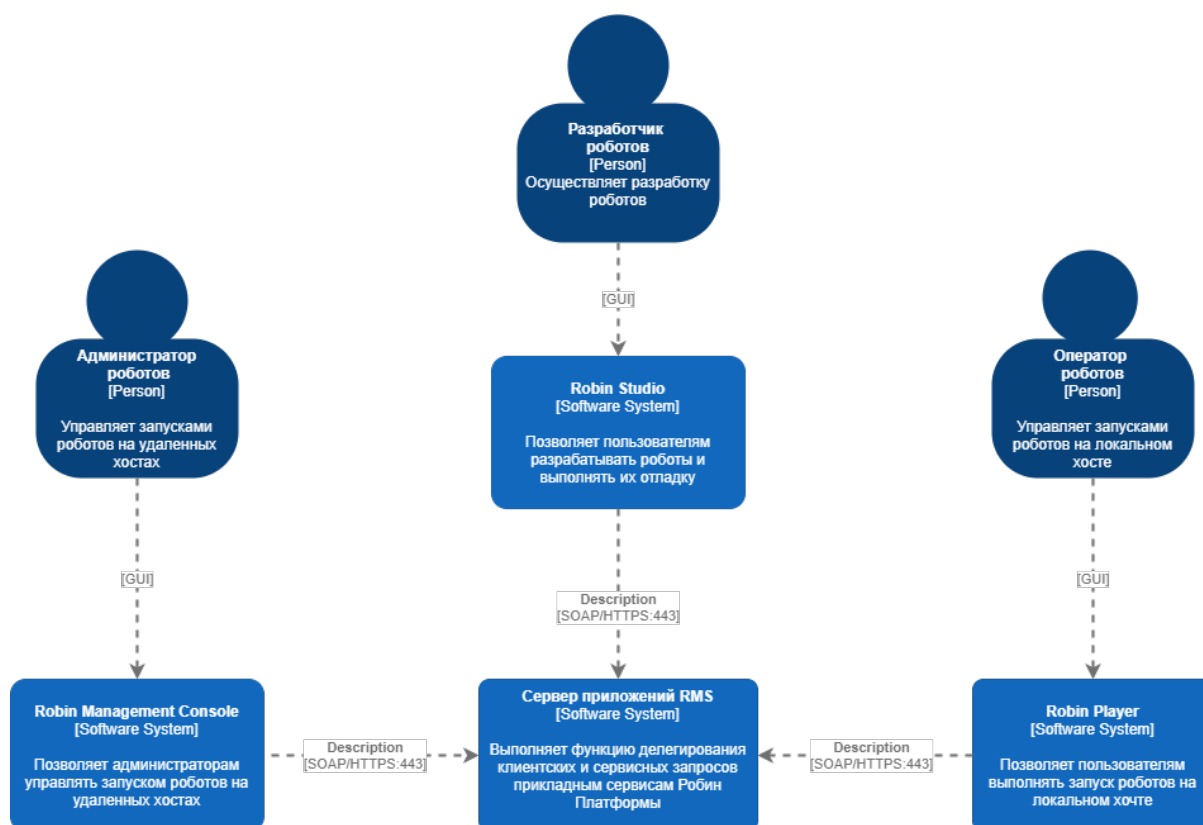 Разработчик
роботов
[Person]
Осуществляет разработку
роботов
[GUI]
Администратор
роботов
[Person]
Управляет запусками
роботов на удаленных
хостах
[GUI]
Robin Studio
[Software System]
Позволяет пользователям
разрабатывать роботы и
выполнять их отладку
Оператор
роботов
[Person]
Управляет запусками
роботов на локальном
хосте
[GUI]
Description
[SOAP/HTTPS:443]
Robin Management Console
[Software System]
Позволяет администраторам
управлять запуском роботов на
удаленных хостах
Description
[SOAP/HTTPS:443]
Сервер приложений RMS
[Software System]
Выполняет функцию делегирования
клиентских и сервисных запросов
прикладным сервисам Робин
Платформы
Description
[SOAP/HTTPS:443]
Robin Player
[Software System]
Позволяет пользователям
выполнять запуск роботов на
локальном хочте